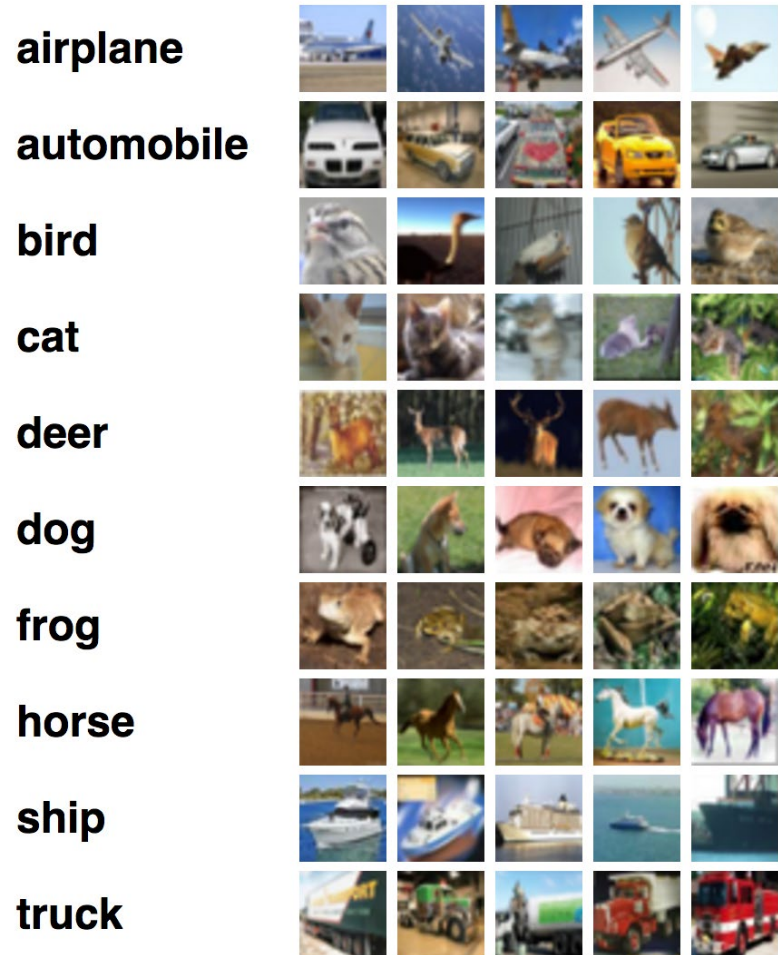 airplane
automobile
bird
cat
deer
dog
frog
horse
ship
truck